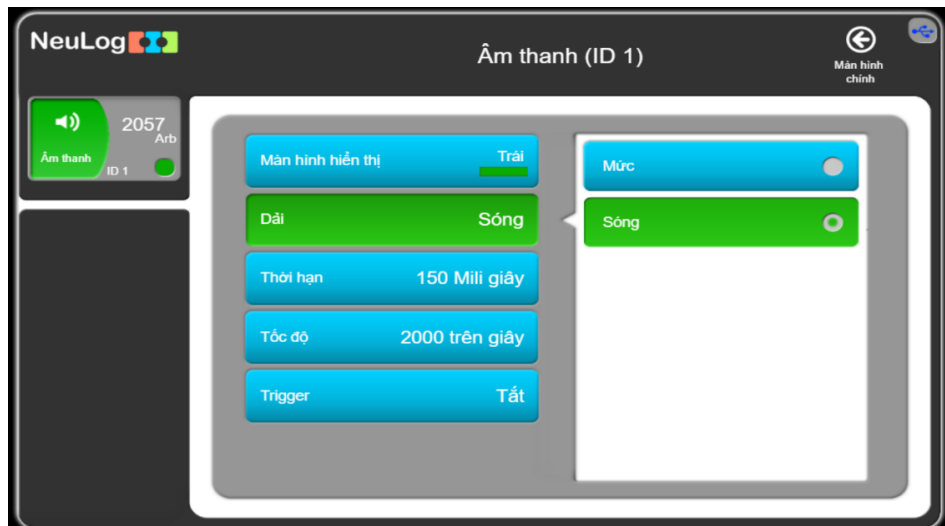 NeuLog
Âm thanh (ID 1)
Màn hình
chính
2057
Arb
Âm thanh
ID 1
Màn hình hiển thị Trái
Dải Sóng
Thời hạn 150 Mili giây
Tốc độ 2000 trên giây
Trigger Tắt
Mức
Sóng